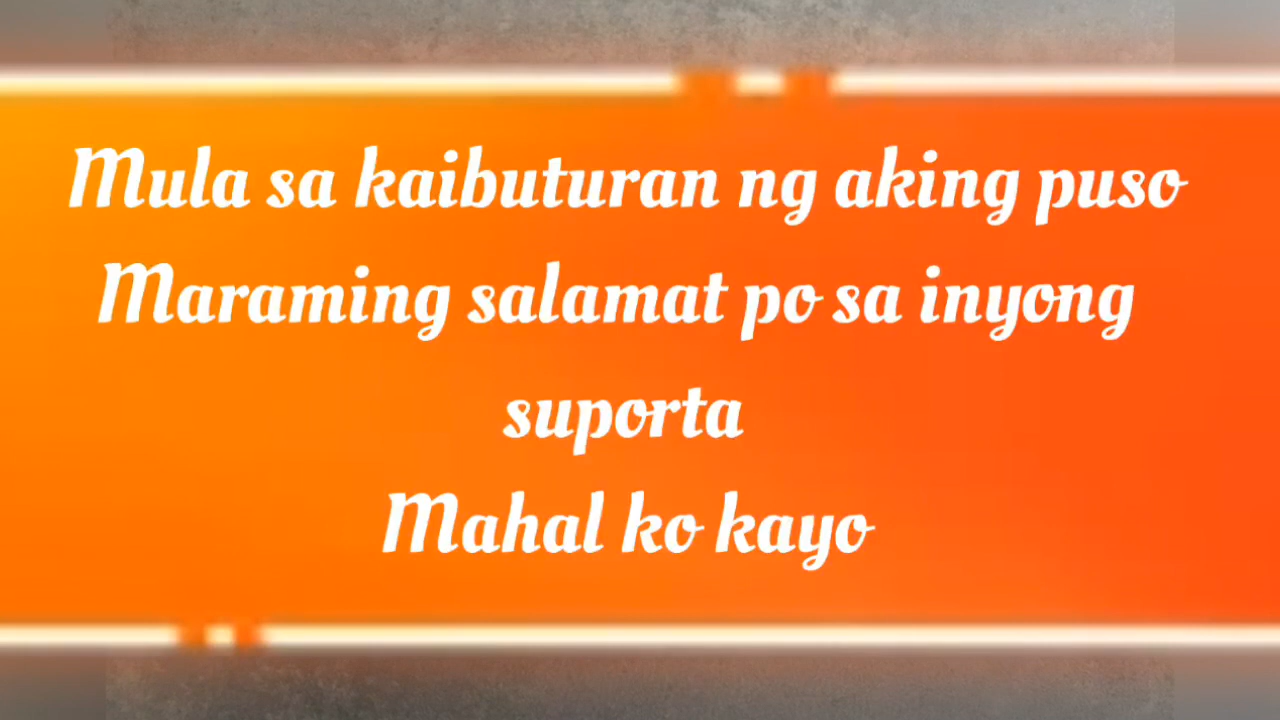 Mula sa kaibuturan ng aking puso
Maraming salamat po sa inyong
suporta
Mahal ko kayo